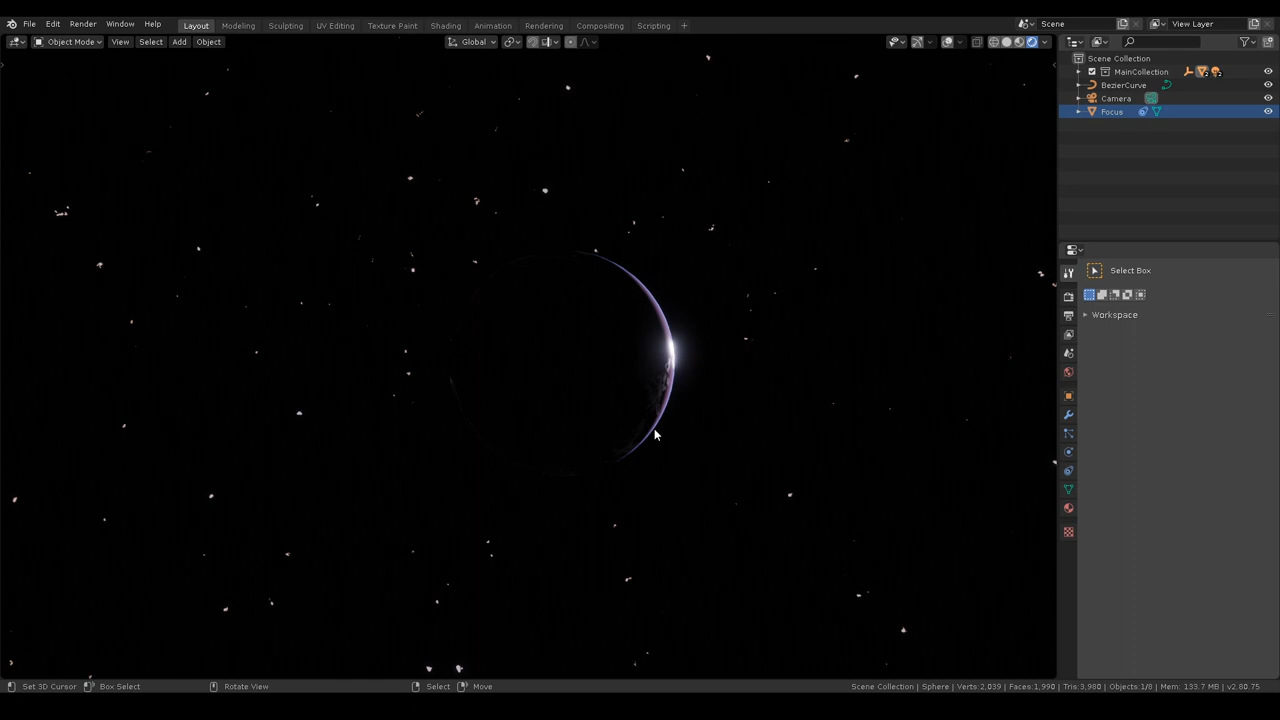 File Edit Render Window Help Layout Modeling Sculpting UV Editing Texture Paint Shading Animation Rendering Compositing Scripting + Scene View Layer
Object Mode View Select Add Object Global
Scene Collection
MainCollection
BezierCurve
Camera
Focus
Select Box
Workspace
Set 3D Cursor Box Select Rotate View Select Move Scene Collection | Sphere | Verts:2,039 | Faces:1,990 | Tris:3,980 | Objects:1/8 | Mem: 133.7 MB | v2.80.75